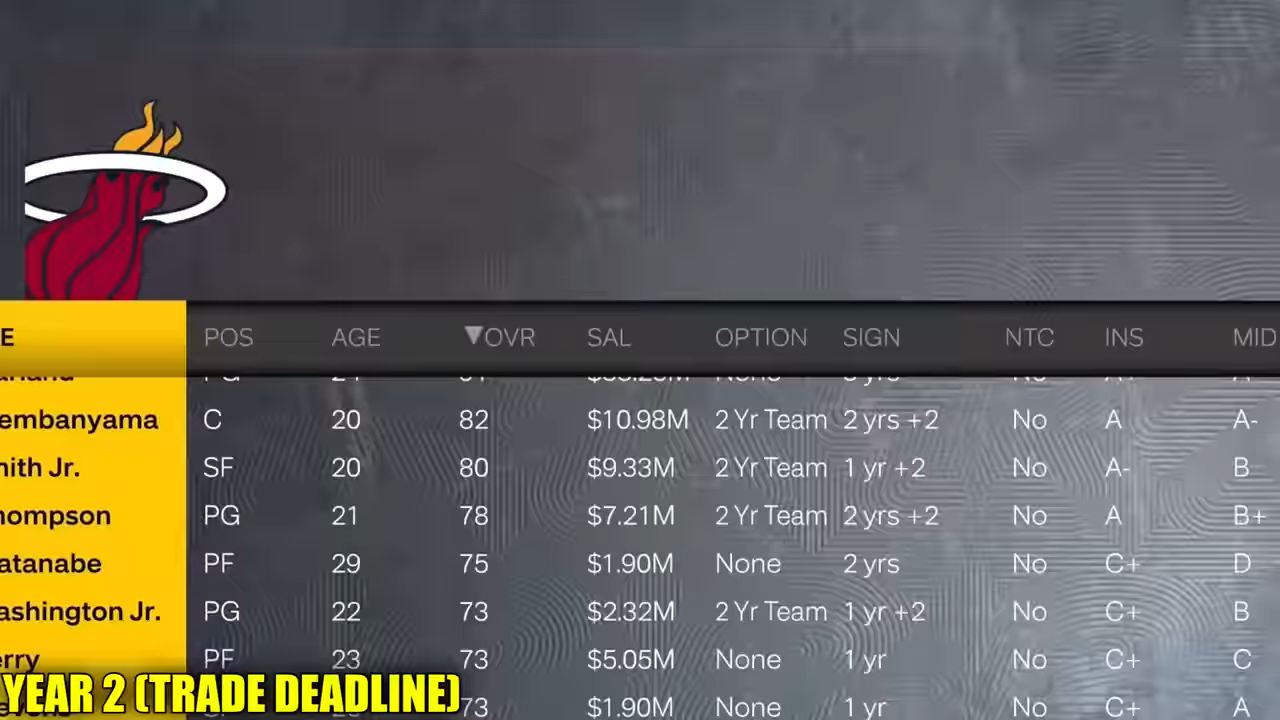 E POS AGE ▼OVR SAL OPTION SIGN NTC INS MID
embanyama C 20 82 $10.98M 2 Yr Team 2 yrs +2 No A A-
nith Jr. SF 20 80 $9.33M 2 Yr Team 1 yr +2 No A- B
hompson PG 21 78 $7.21M 2 Yr Team 2 yrs +2 No A B+
atanabe PF 29 75 $1.90M None 2 yrs No C+ D
ashington Jr. PG 22 73 $2.32M 2 Yr Team 1 yr +2 No C+ B
erry PF 23 73 $5.05M None 1 yr No C+ C
73 $1.90M None 1 yr No C+ A
YEAR 2 (TRADE DEADLINE)